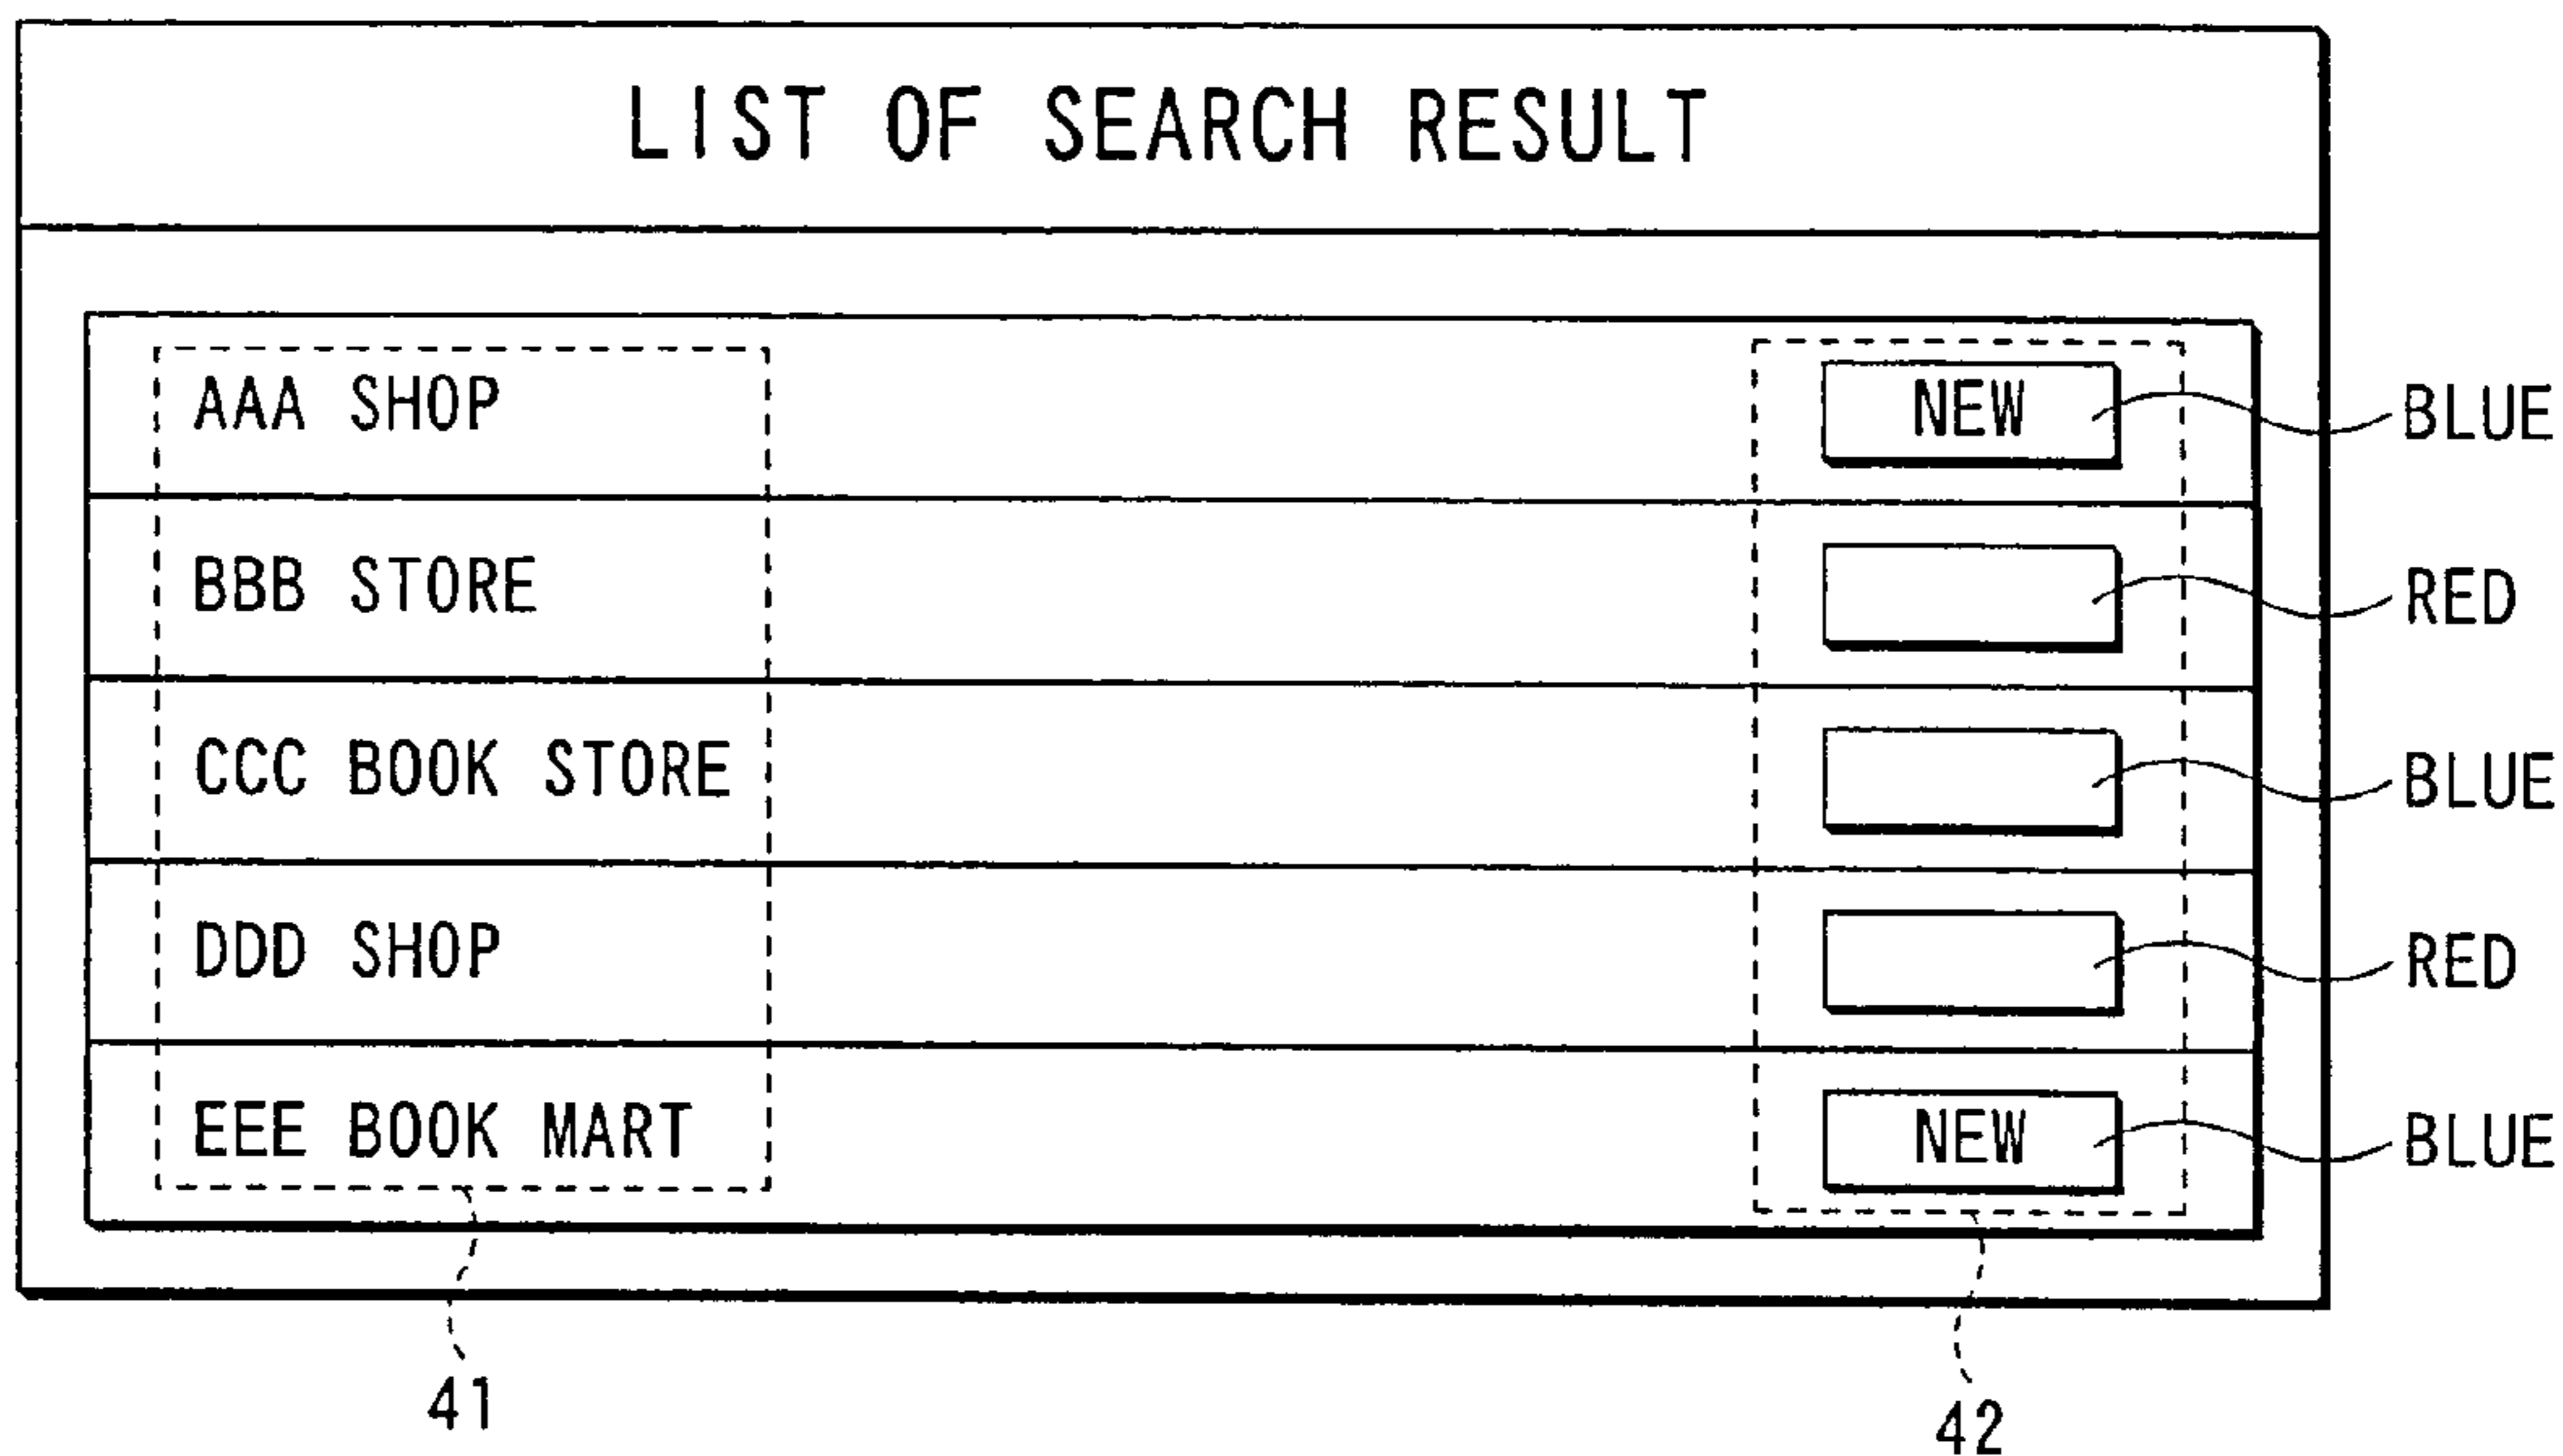 LIST OF SEARCH RESULT
AAA SHOP NEW BLUE
BBB STORE RED
CCC BOOK STORE BLUE
DDD SHOP RED
EEE BOOK MART NEW BLUE
41 42